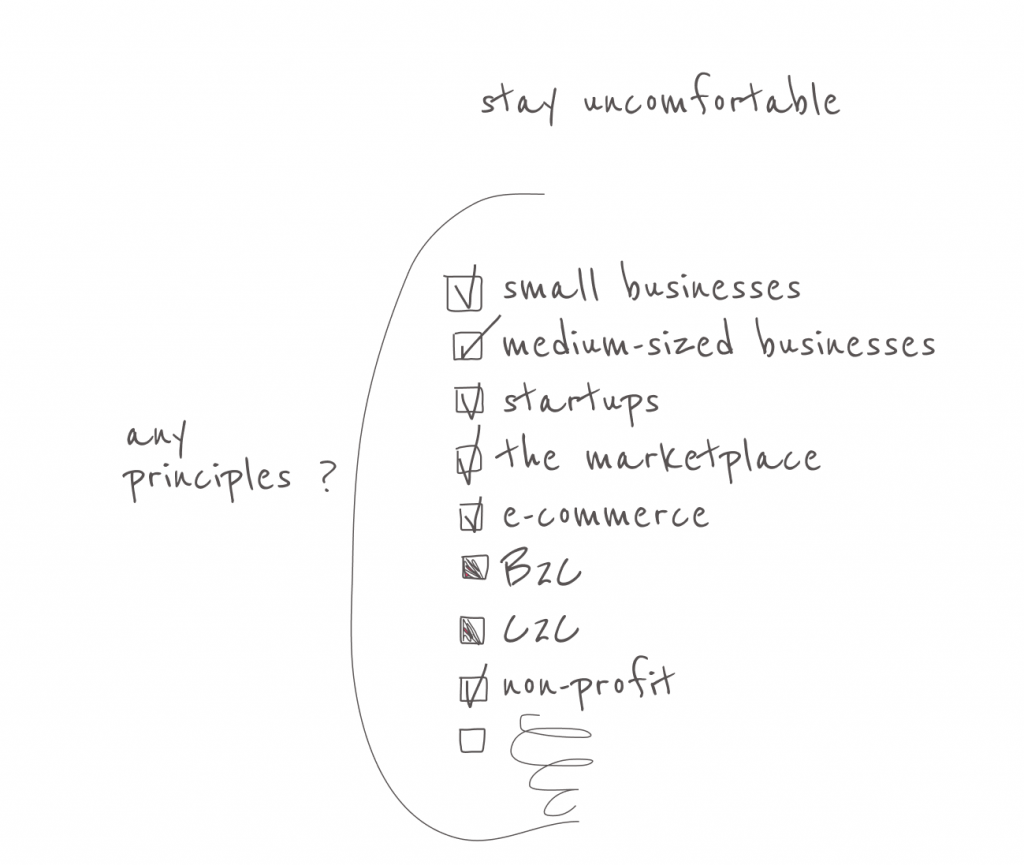 stay uncomfortable
any
principles ?
small businesses
medium-sized businesses
startups
the marketplace
e-commerce
B2C
C2C
non-profit